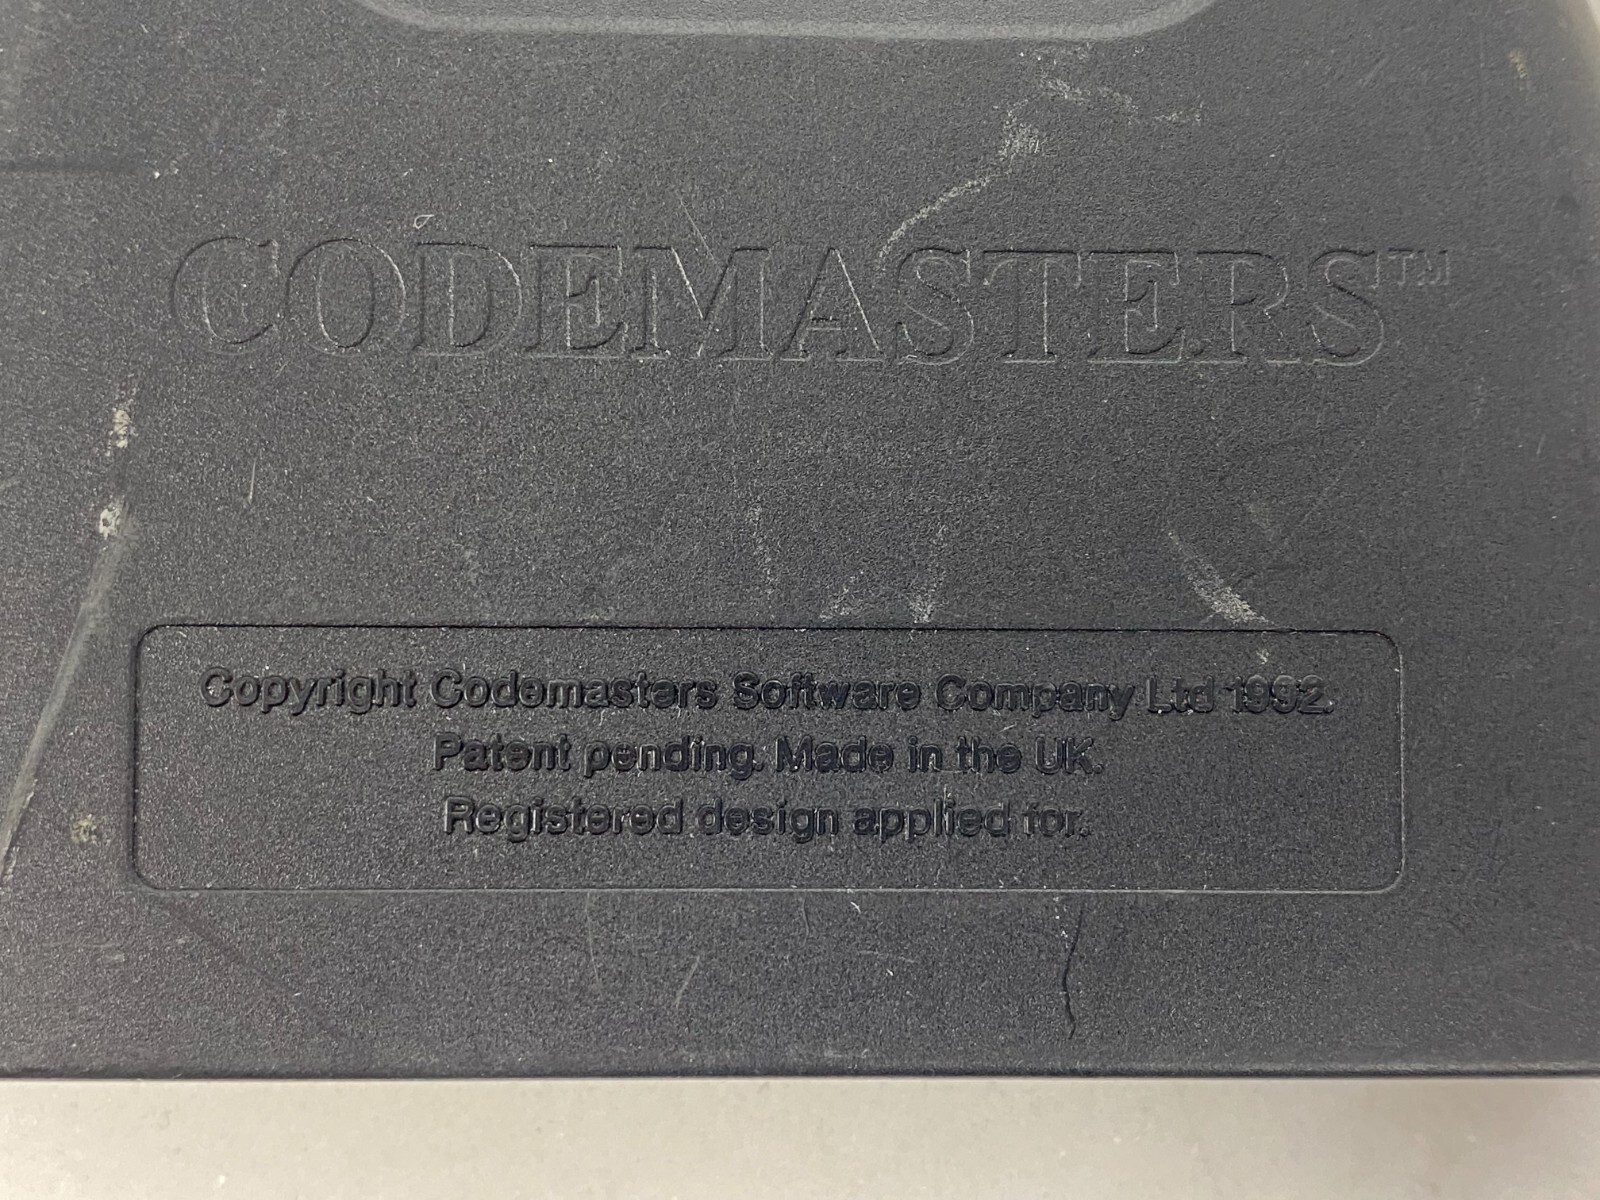 CODEMASTERS™
Copyright Codemasters Software Company Ltd 1992.
Patent pending. Made in the UK.
Registered design applied for.